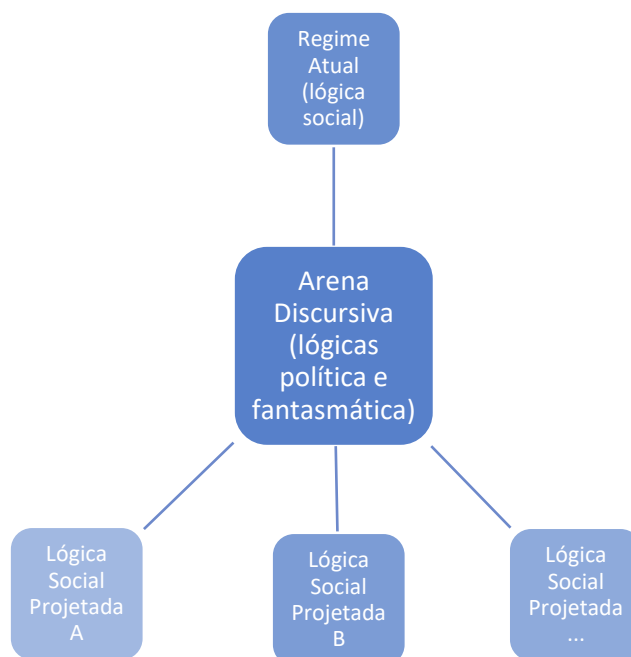 Regime
Atual
(lógica
social)
Arena
Discursiva
(lógicas
política e
fantasmática)
Lógica
Social
Projetada
A
Lógica
Social
Projetada
B
Lógica
Social
Projetada
...